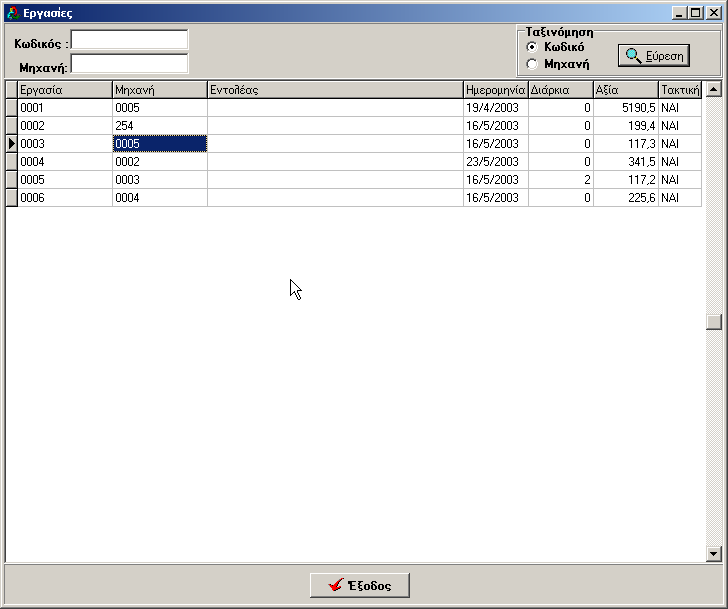 Εργασίες
Κωδικός :
Μηχανή:
Ταξινόμηση
Κωδικό
Μηχανή
Εύρεση
Εργασία Μηχανή Εντολέας Ημερομηνία Διάρκια Αξία Τακτική
0001 0005 19/4/2003 0 5190,5 ΝΑΙ
0002 254 16/5/2003 0 199,4 ΝΑΙ
0003 0005 16/5/2003 0 117,3 ΝΑΙ
0004 0002 23/5/2003 0 341,5 ΝΑΙ
0005 0003 16/5/2003 2 117,2 ΝΑΙ
0006 0004 16/5/2003 0 225,6 ΝΑΙ
Έξοδος